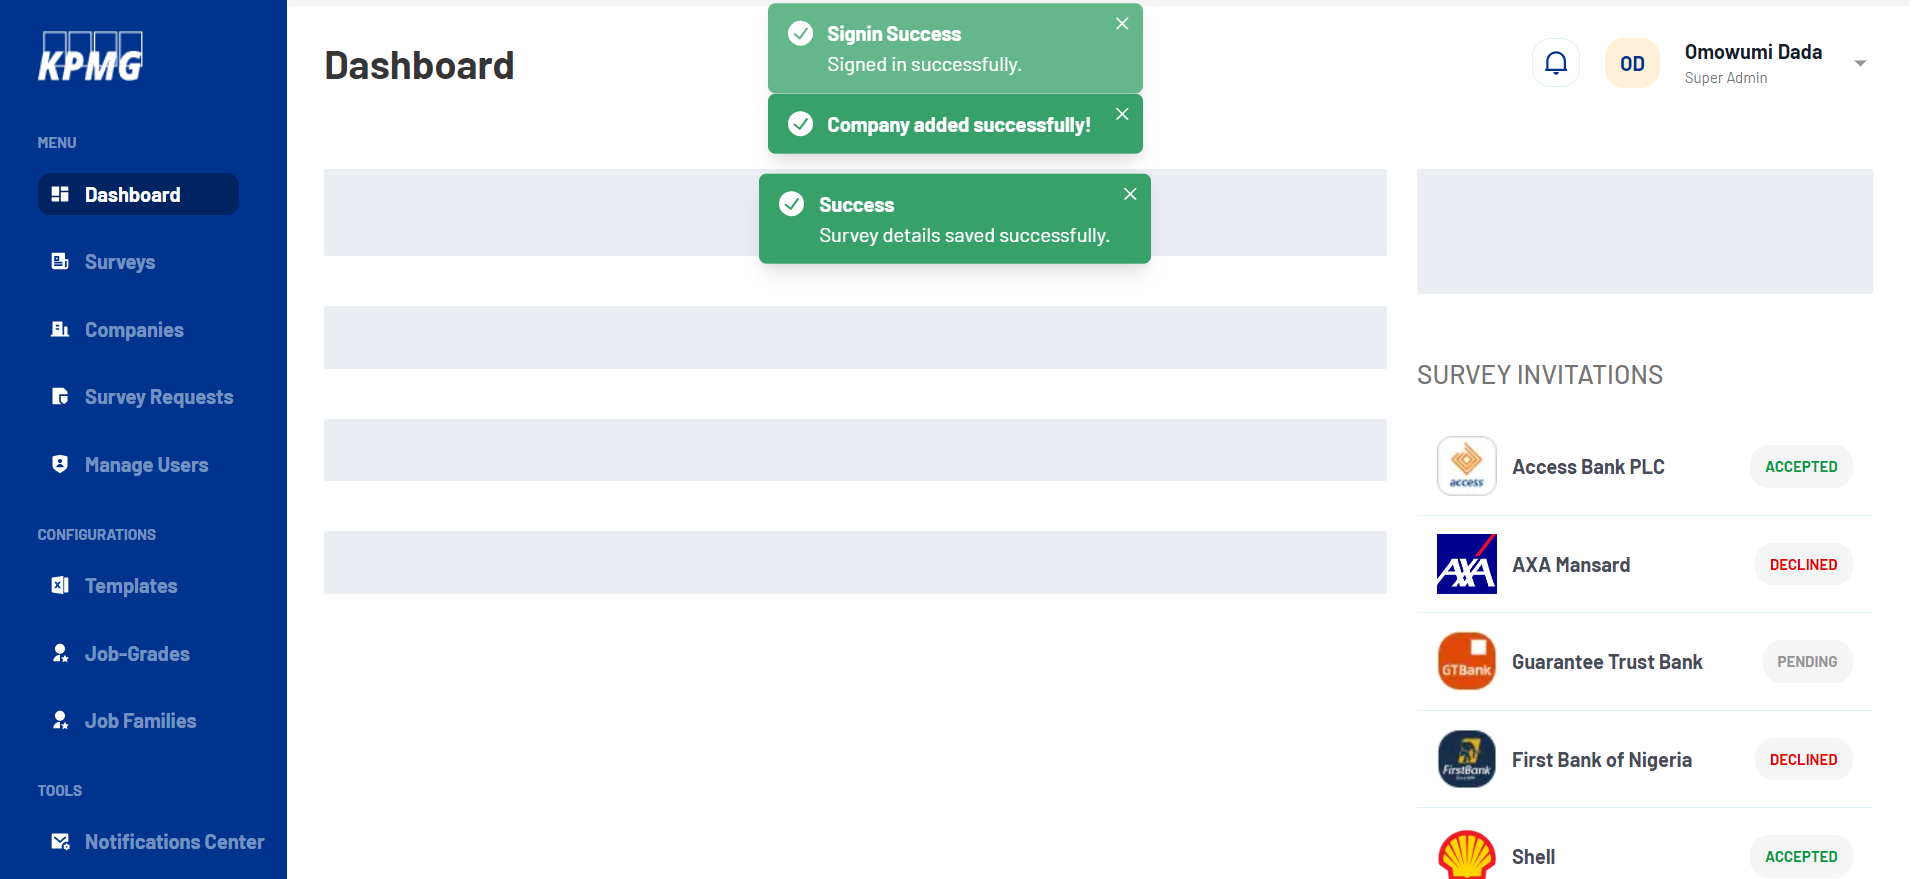 KPMG
MENU
Dashboard
Surveys
Companies
Survey Requests
Manage Users
CONFIGURATIONS
Templates
Job-Grades
Job Families
TOOLS
Notifications Center
Dashboard
Signin Success
Signed in successfully.
Company added successfully!
Success
Survey details saved successfully.
OD
Omowumi Dada
Super Admin
SURVEY INVITATIONS
access
Access Bank PLC
ACCEPTED
AXA
AXA Mansard
DECLINED
GTBank
Guarantee Trust Bank
PENDING
FirstBank
First Bank of Nigeria
DECLINED
Shell
ACCEPTED